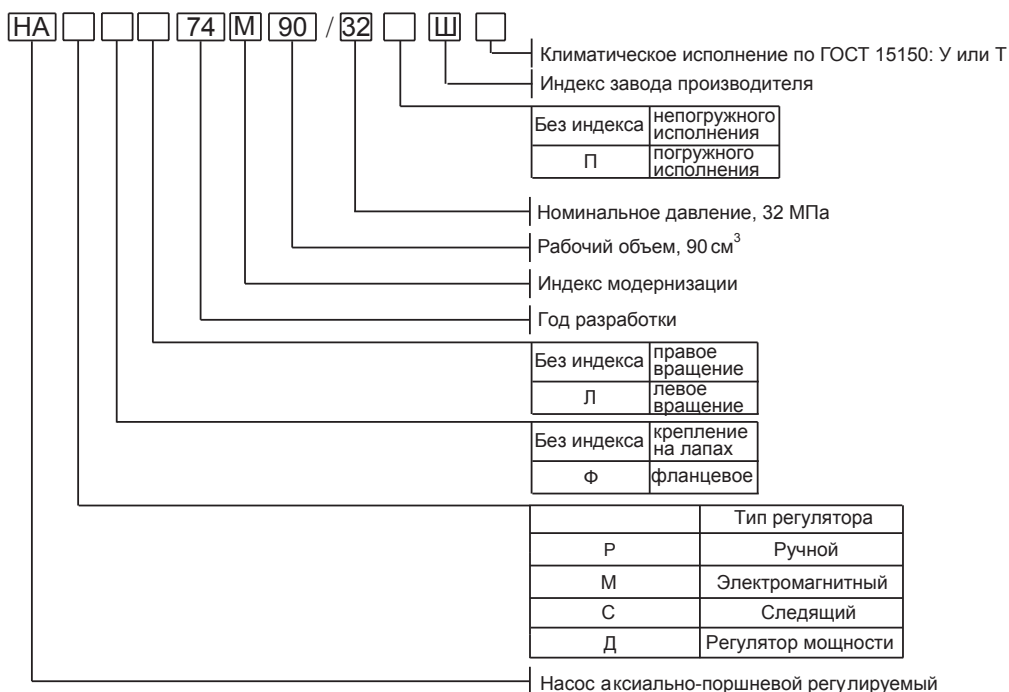 НА 74 М 90 / 32 Ш
Климатическое исполнение по ГОСТ 15150: У или Т
Индекс завода производителя
Без индекса непогружного исполнения
П погружного исполнения
Номинальное давление, 32 МПа
Рабочий объем, 90 см³
Индекс модернизации
Год разработки
Без индекса правое вращение
Л левое вращение
Без индекса крепление на лапах
Ф фланцевое
Тип регулятора
Р Ручной
М Электромагнитный
С Следящий
Д Регулятор мощности
Насос аксиально-поршневой регулируемый